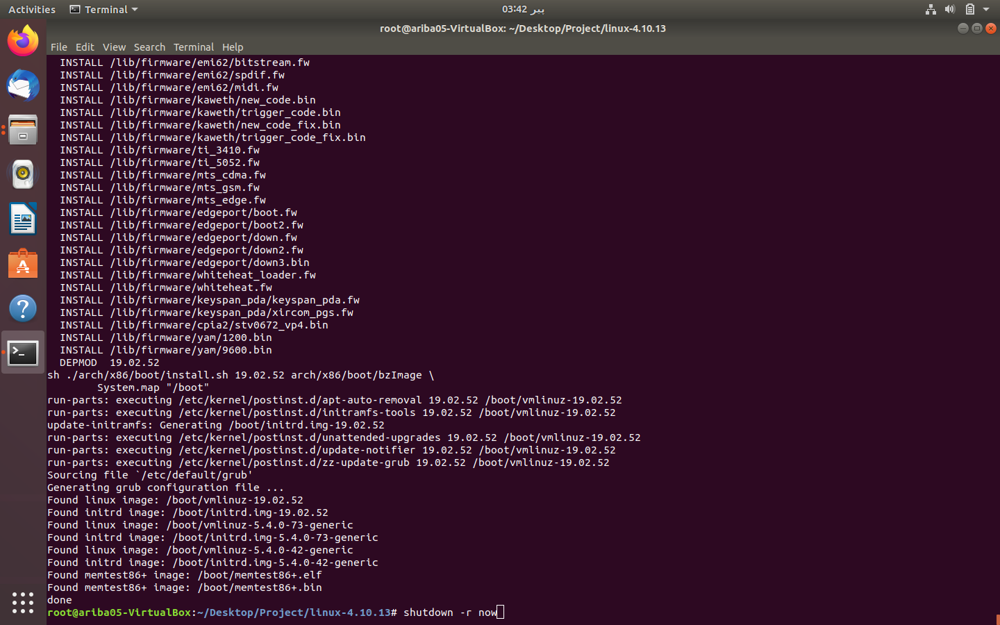 Activities Terminal 03:42 پیر
root@ariba05-VirtualBox: ~/Desktop/Project/linux-4.10.13
File Edit View Search Terminal Help
INSTALL /lib/firmware/emi62/bitstream.fw
INSTALL /lib/firmware/emi62/spdif.fw
INSTALL /lib/firmware/emi62/midi.fw
INSTALL /lib/firmware/kaweth/new_code.bin
INSTALL /lib/firmware/kaweth/trigger_code.bin
INSTALL /lib/firmware/kaweth/new_code_fix.bin
INSTALL /lib/firmware/kaweth/trigger_code_fix.bin
INSTALL /lib/firmware/ti_3410.fw
INSTALL /lib/firmware/ti_5052.fw
INSTALL /lib/firmware/mts_cdma.fw
INSTALL /lib/firmware/mts_gsm.fw
INSTALL /lib/firmware/mts_edge.fw
INSTALL /lib/firmware/edgeport/boot.fw
INSTALL /lib/firmware/edgeport/boot2.fw
INSTALL /lib/firmware/edgeport/down.fw
INSTALL /lib/firmware/edgeport/down2.fw
INSTALL /lib/firmware/edgeport/down3.bin
INSTALL /lib/firmware/whiteheat_loader.fw
INSTALL /lib/firmware/whiteheat.fw
INSTALL /lib/firmware/keyspan_pda/keyspan_pda.fw
INSTALL /lib/firmware/keyspan_pda/xircom_pgs.fw
INSTALL /lib/firmware/cpia2/stv0672_vp4.bin
INSTALL /lib/firmware/yam/1200.bin
INSTALL /lib/firmware/yam/9600.bin
DEPMOD 19.02.52
sh ./arch/x86/boot/install.sh 19.02.52 arch/x86/boot/bzImage \
System.map "/boot"
run-parts: executing /etc/kernel/postinst.d/apt-auto-removal 19.02.52 /boot/vmlinuz-19.02.52
run-parts: executing /etc/kernel/postinst.d/initramfs-tools 19.02.52 /boot/vmlinuz-19.02.52
update-initramfs: Generating /boot/initrd.img-19.02.52
run-parts: executing /etc/kernel/postinst.d/unattended-upgrades 19.02.52 /boot/vmlinuz-19.02.52
run-parts: executing /etc/kernel/postinst.d/update-notifier 19.02.52 /boot/vmlinuz-19.02.52
run-parts: executing /etc/kernel/postinst.d/zz-update-grub 19.02.52 /boot/vmlinuz-19.02.52
Sourcing file `/etc/default/grub'
Generating grub configuration file ...
Found linux image: /boot/vmlinuz-19.02.52
Found initrd image: /boot/initrd.img-19.02.52
Found linux image: /boot/vmlinuz-5.4.0-73-generic
Found initrd image: /boot/initrd.img-5.4.0-73-generic
Found linux image: /boot/vmlinuz-5.4.0-42-generic
Found initrd image: /boot/initrd.img-5.4.0-42-generic
Found memtest86+ image: /boot/memtest86+.elf
Found memtest86+ image: /boot/memtest86+.bin
done
root@ariba05-VirtualBox:~/Desktop/Project/linux-4.10.13# shutdown -r now